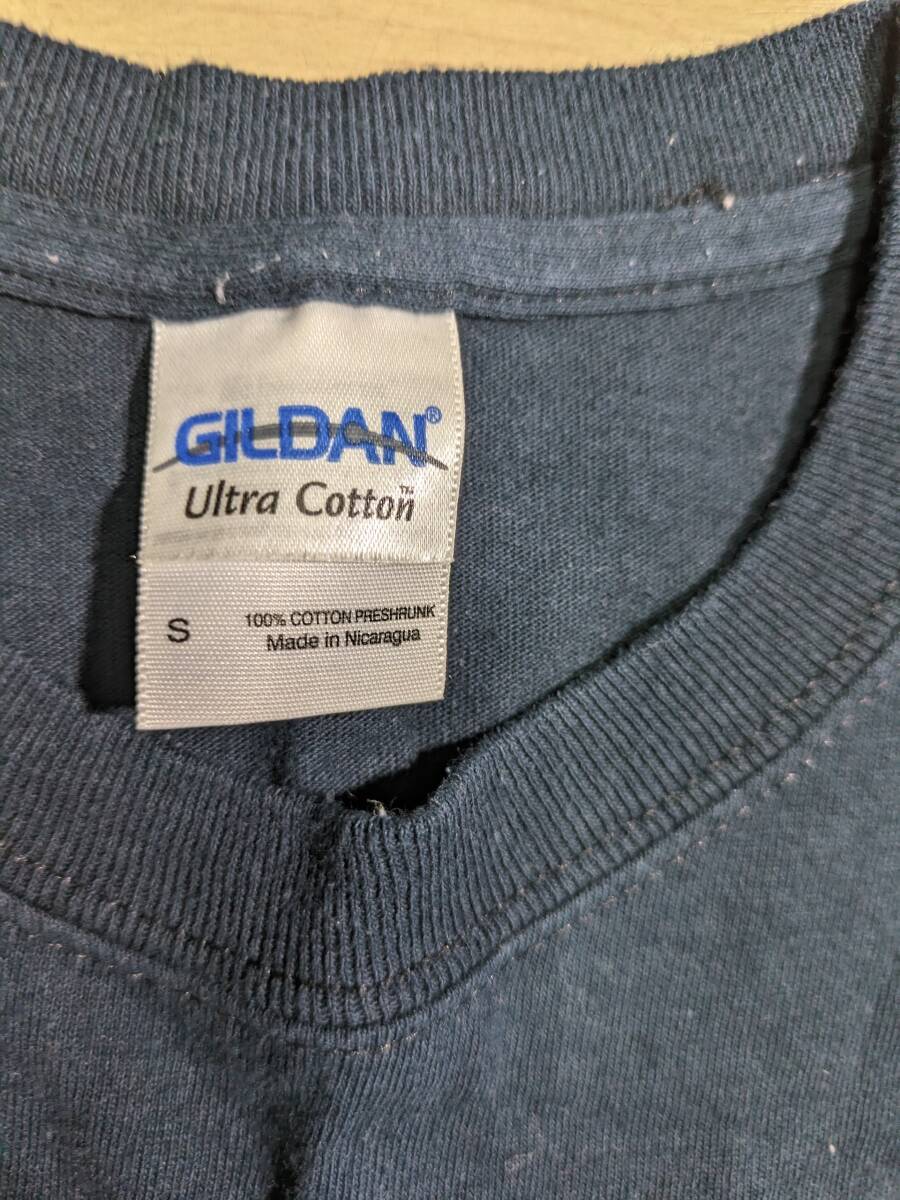 GILDAN®
Ultra Cotton™
S 100% COTTON PRESHRUNK
Made in Nicaragua